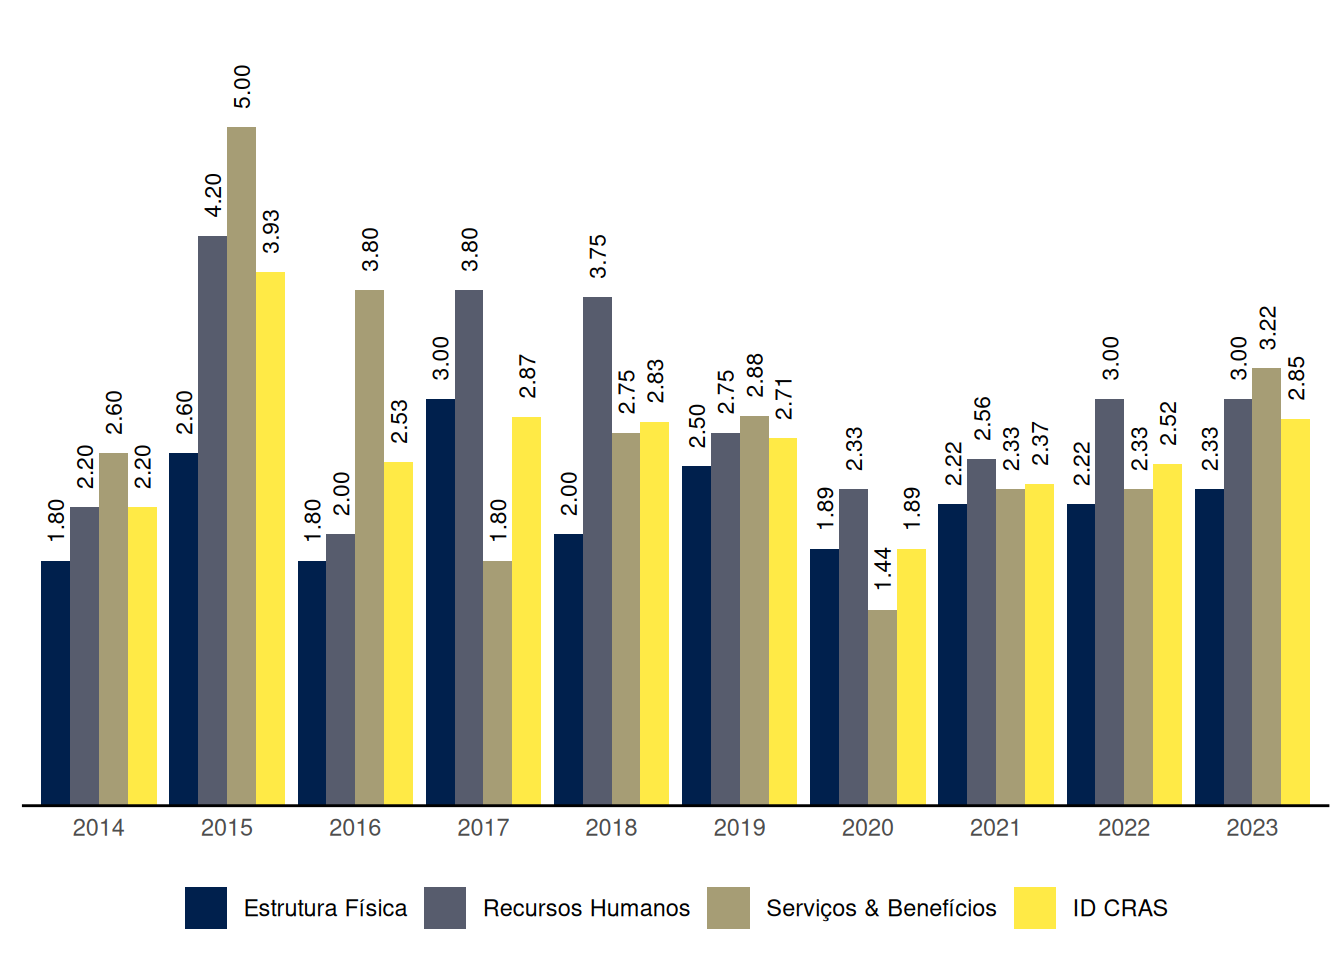 1.80 2.20 2.60 2.20
2.60 4.20 5.00 3.93
1.80 2.00 3.80 2.53
3.00 3.80 1.80 2.87
2.00 3.75 2.75 2.83
2.50 2.75 2.88 2.71
1.89 2.33 1.44 1.89
2.22 2.56 2.33 2.37
2.22 3.00 2.33 2.52
2.33 3.00 3.22 2.85
2014 2015 2016 2017 2018 2019 2020 2021 2022 2023
Estrutura Física Recursos Humanos Serviços & Benefícios ID CRAS